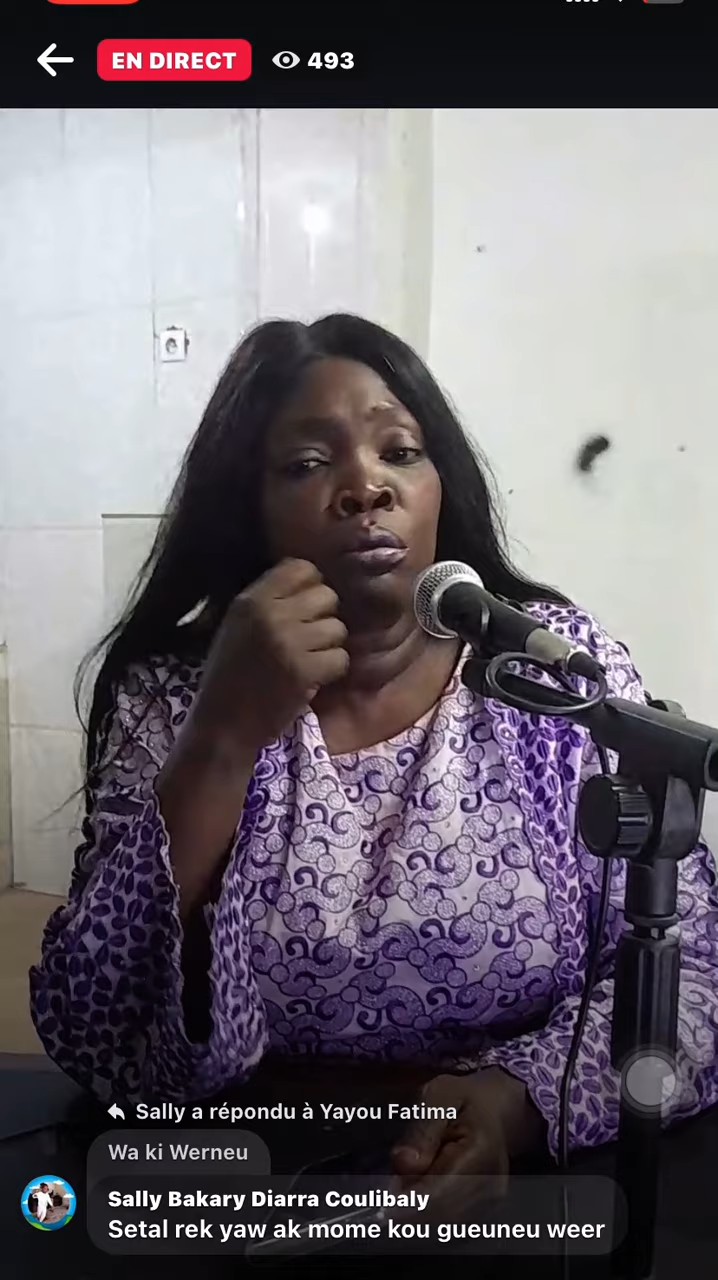 EN DIRECT
493
Sally a répondu à Yayou Fatima
Wa ki Werneu
Sally Bakary Diarra Coulibaly
Setal rek yaw ak mome kou gueuneu weer